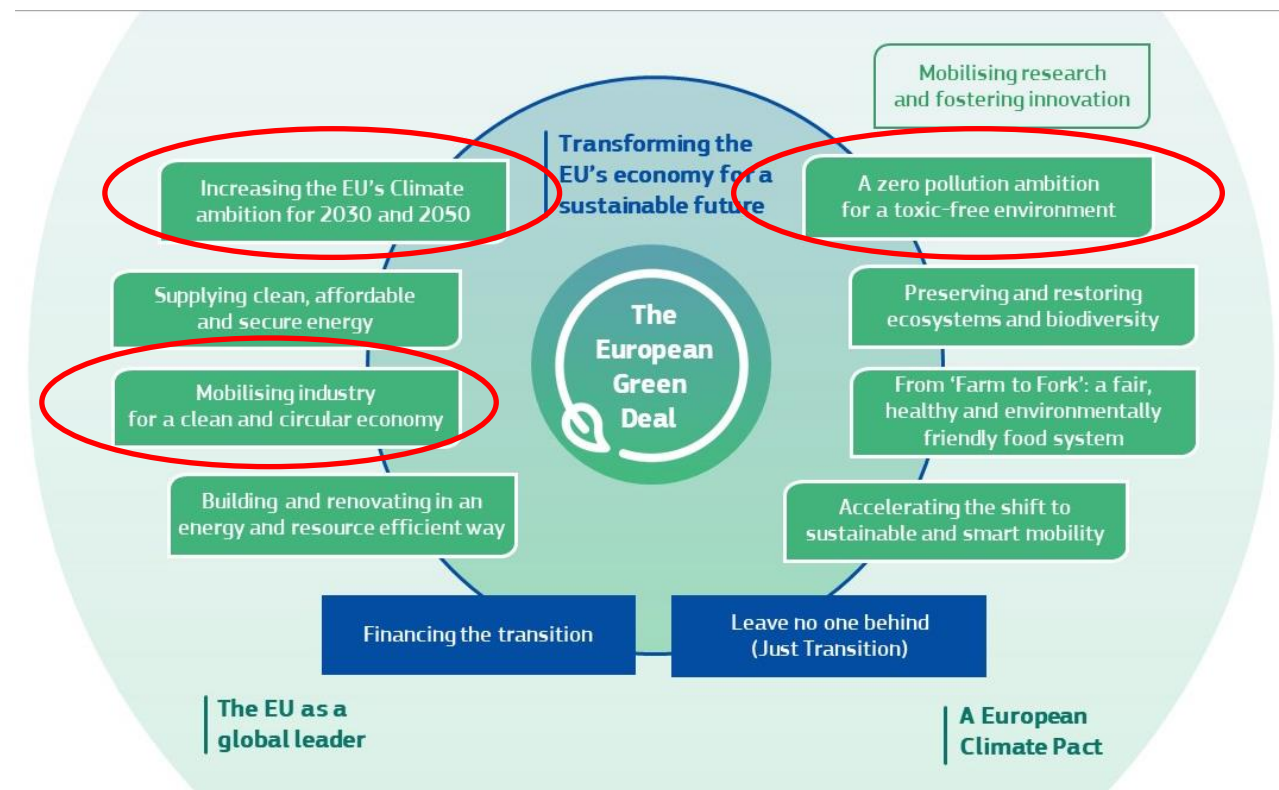 Mobilising research
and fostering innovation
Transforming the
EU's economy for a
sustainable future
Increasing the EU's Climate
ambition for 2030 and 2050
A zero pollution ambition
for a toxic-free environment
Supplying clean, affordable
and secure energy
Preserving and restoring
ecosystems and biodiversity
The
European
Green
Deal
Mobilising industry
for a clean and circular economy
From ‘Farm to Fork’: a fair,
healthy and environmentally
friendly food system
Building and renovating in an
energy and resource efficient way
Accelerating the shift to
sustainable and smart mobility
Financing the transition
Leave no one behind
(Just Transition)
The EU as a
global leader
A European
Climate Pact